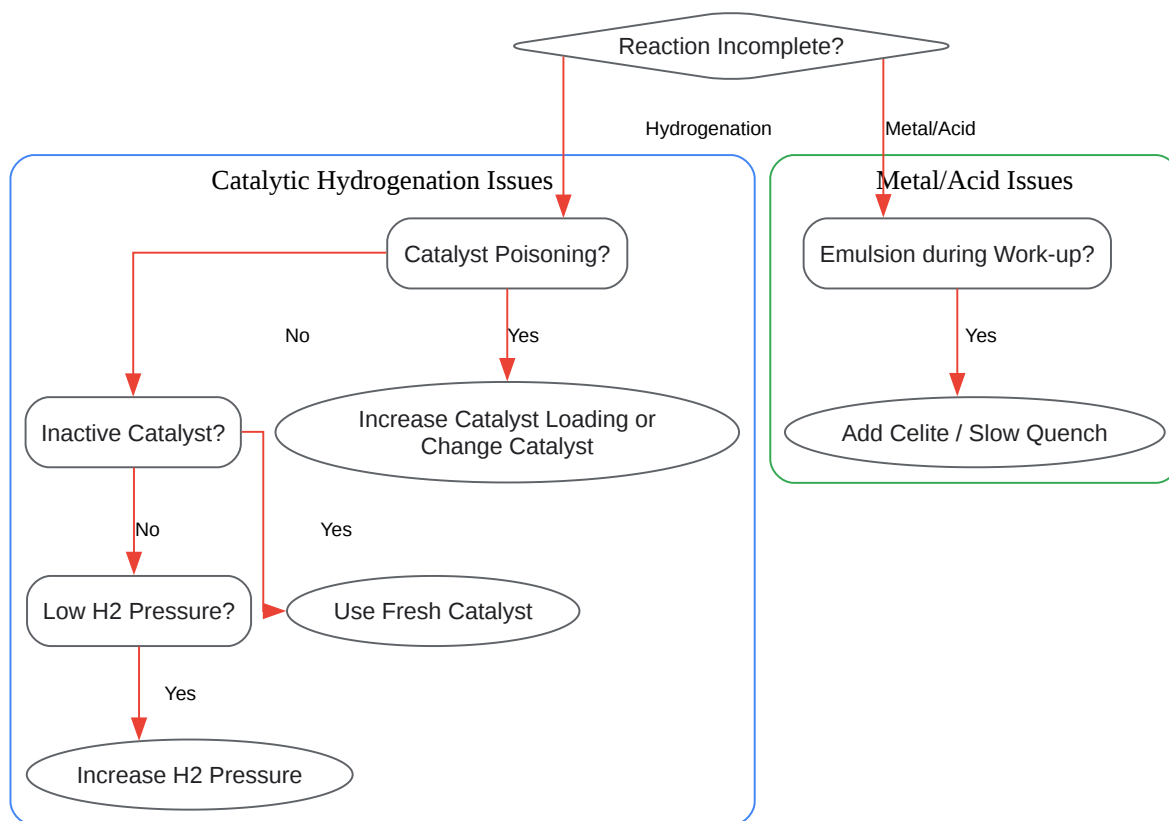 Reaction Incomplete?
Hydrogenation
Metal/Acid
Catalytic Hydrogenation Issues
Metal/Acid Issues
Catalyst Poisoning?
Emulsion during Work-up?
No
Yes
Yes
Inactive Catalyst?
Increase Catalyst Loading or
Change Catalyst
Add Celite / Slow Quench
No
Yes
Low H2 Pressure?
Use Fresh Catalyst
Yes
Increase H2 Pressure